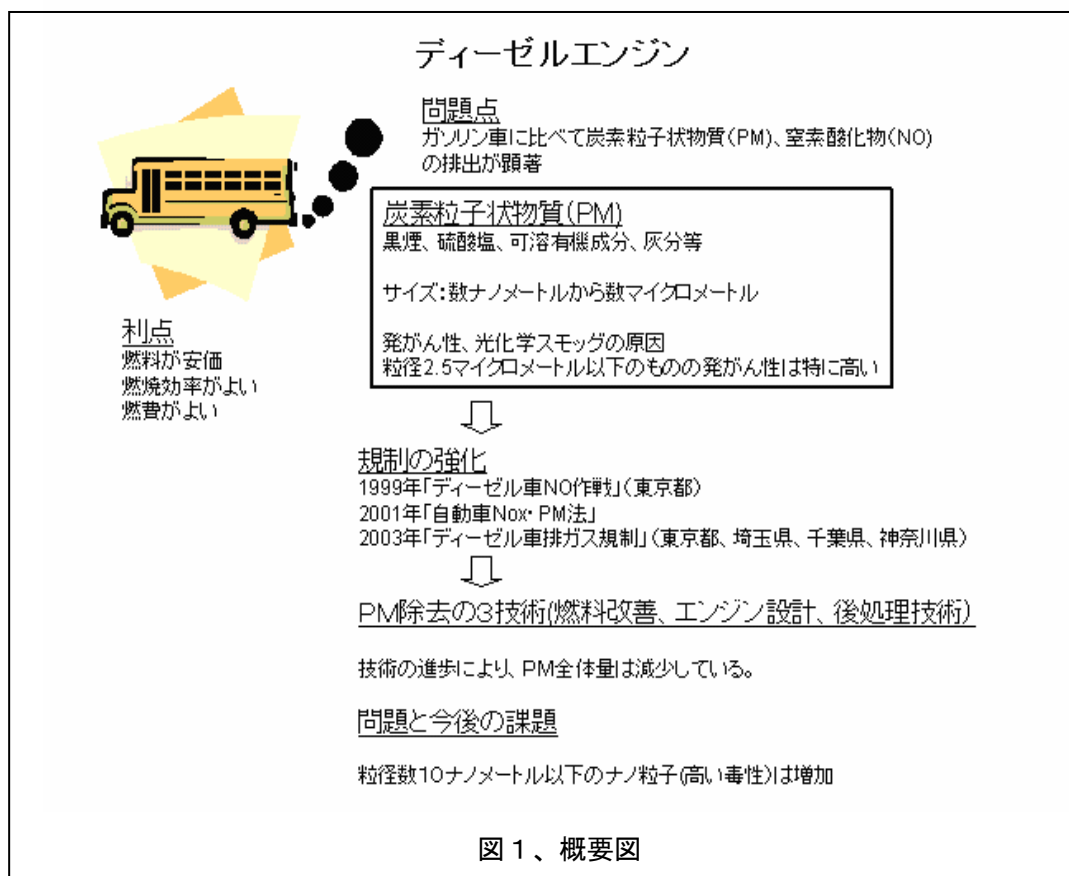 ディーゼルエンジン
問題点
ガソリン車に比べて炭素粒子状物質(PM)、窒素酸化物(NO)
の排出が顕著
炭素粒子状物質(PM)
黒煙、硫酸塩、可溶有機成分、灰分等
サイズ:数ナノメートルから数マイクロメートル
発がん性、光化学スモッグの原因
粒径2.5マイクロメートル以下のものの発がん性は特に高い
利点
燃料が安価
燃焼効率がよい
燃費がよい
規制の強化
1999年「ディーゼル車NO作戦」(東京都)
2001年「自動車Nox・PM法」
2003年「ディーゼル車排ガス規制」(東京都、埼玉県、千葉県、神奈川県)
PM除去の3技術(燃料改善、エンジン設計、後処理技術)
技術の進歩により、PM全体量は減少している。
問題と今後の課題
粒径数10ナノメートル以下のナノ粒子(高い毒性)は増加
図1、概要図